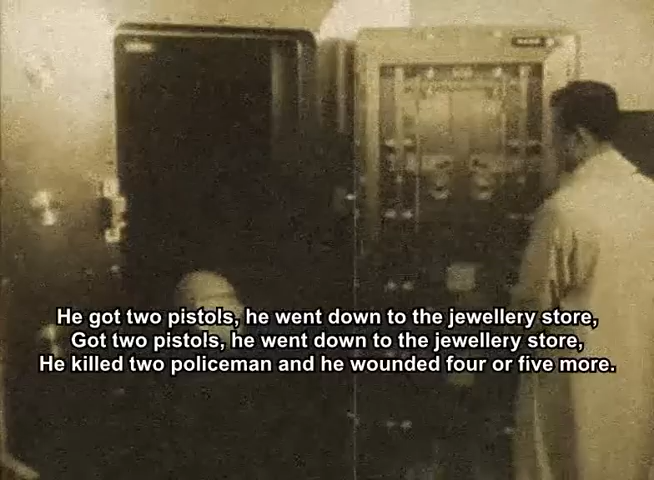 He got two pistols, he went down to the jewellery store,
Got two pistols, he went down to the jewellery store,
He killed two policeman and he wounded four or five more.